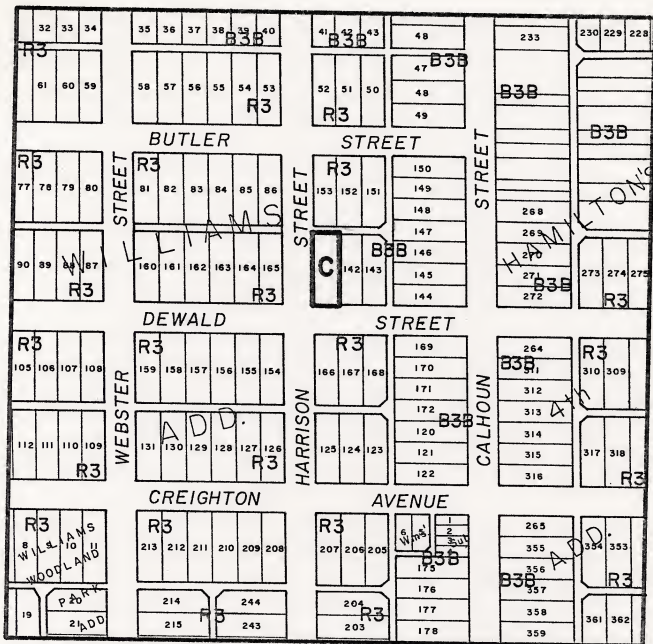 32 33 34 35 36 37 38 39 40 41 42 43 48 233 230 229 228
R3 B3B B3B B3B
47
61 60 59 58 57 56 55 54 53 52 51 50 48 B3B
R3 R3 49 B3B
BUTLER STREET
R3 R3 R3 150
77 78 79 80 81 82 83 84 85 86 153 152 151 149
STREET STREET STREET
148
147 268
WILLIAMS HAMILTON'S
B3B 146 269
90 89 88 87 160 161 162 163 164 165 C 142 143 145 270 273 274 275
271 B3B
R3 R3 144 272 R3
DEWALD STREET
R3 R3 R3 169 264 R3
105 106 107 108 159 158 157 156 155 154 166 167 168 170 B3B 311 310 309
171 312
WEBSTER HARRISON CALHOUN
172 313 4th
ADD. B3B
112 111 110 109 131 130 129 128 127 126 125 124 123 120 314 317 318
R3 R3 121 315 R3
122 316
CREIGHTON AVENUE
R3 R3 R3 6 Wms' 1 265
2
3 Sub
8 9 10 11 213 212 211 210 209 208 207 206 205 B3B 355 354 353
WILLIAMS WOODLAND PARK ADD
175 356 ADD.
176 B3B 357 R3
19 20 214 244 204 177 358 361 362
R3 R3
21 215 243 203 178 359